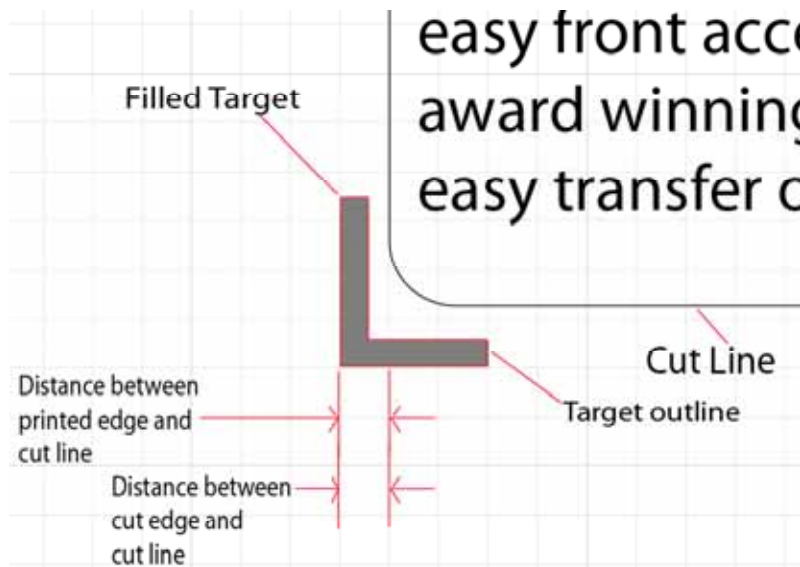 easy front
award winning
easy transfer
Filled Target
Cut Line
Target outline
Distance between
printed edge and
cut line
Distance between
cut edge and
cut line